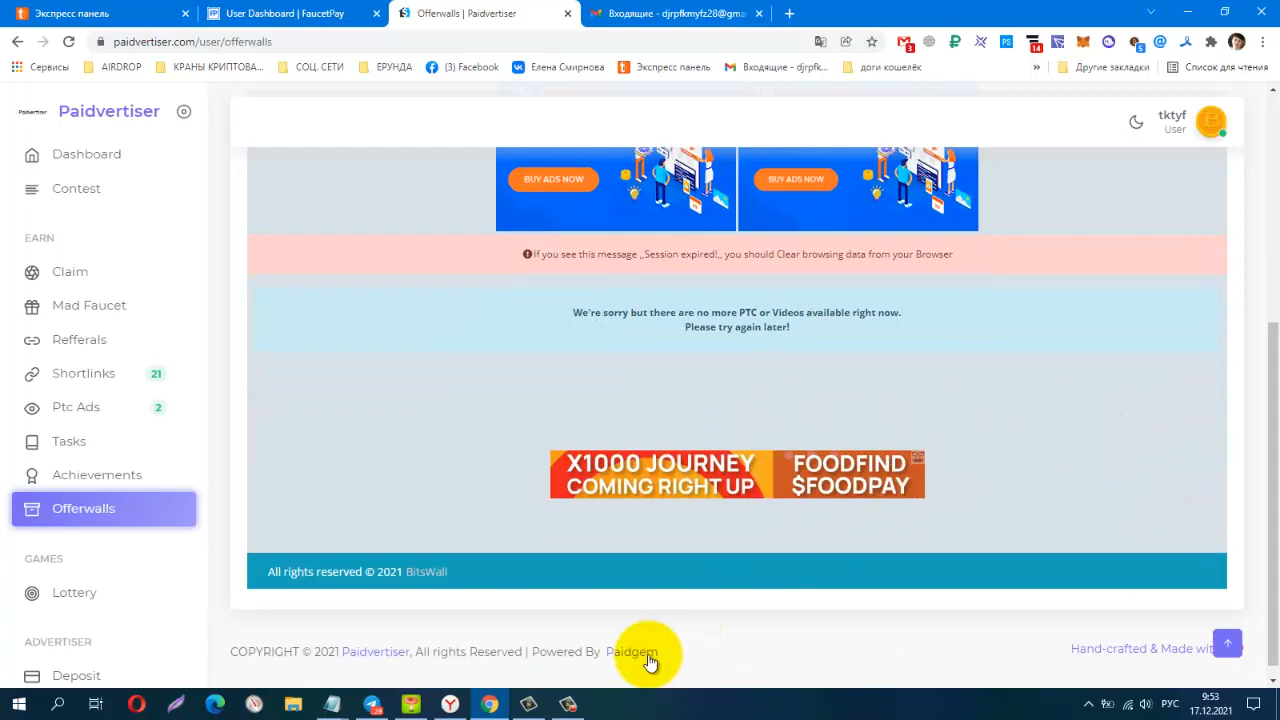 Экспресс панель
User Dashboard | FaucetPay
Offerwalls | Paidvertiser
Входящие - djrpfkmyfz28@gma
paidvertiser.com/user/offerwalls
3
14
5
Сервисы
AIRDROP
КРАНЫ КРИПТОВА...
СОЦ. СЕТИ
ЕРУНДА
(3) Facebook
Елена Смирнова
Экспресс панель
Входящие - djrpfk...
доги кошелёк
Другие закладки
Список для чтения
Paidvertiser
Paidvertiser
tktyf
User
Dashboard
Contest
EARN
Claim
Mad Faucet
Refferals
Shortlinks 21
Ptc Ads 2
Tasks
Achievements
Offerwalls
GAMES
Lottery
ADVERTISER
Deposit
BUY ADS NOW
BUY ADS NOW
If you see this message ,,Session expired!,, you should Clear browsing data from your Browser
We're sorry but there are no more PTC or Videos available right now.
Please try again later!
X1000 JOURNEY
COMING RIGHT UP
FOODFIND
$FOODPAY
All rights reserved © 2021 BitsWall
COPYRIGHT © 2021 Paidvertiser, All rights Reserved | Powered By Paidgem
Hand-crafted & Made wit
28
РУС
9:53
17.12.2021